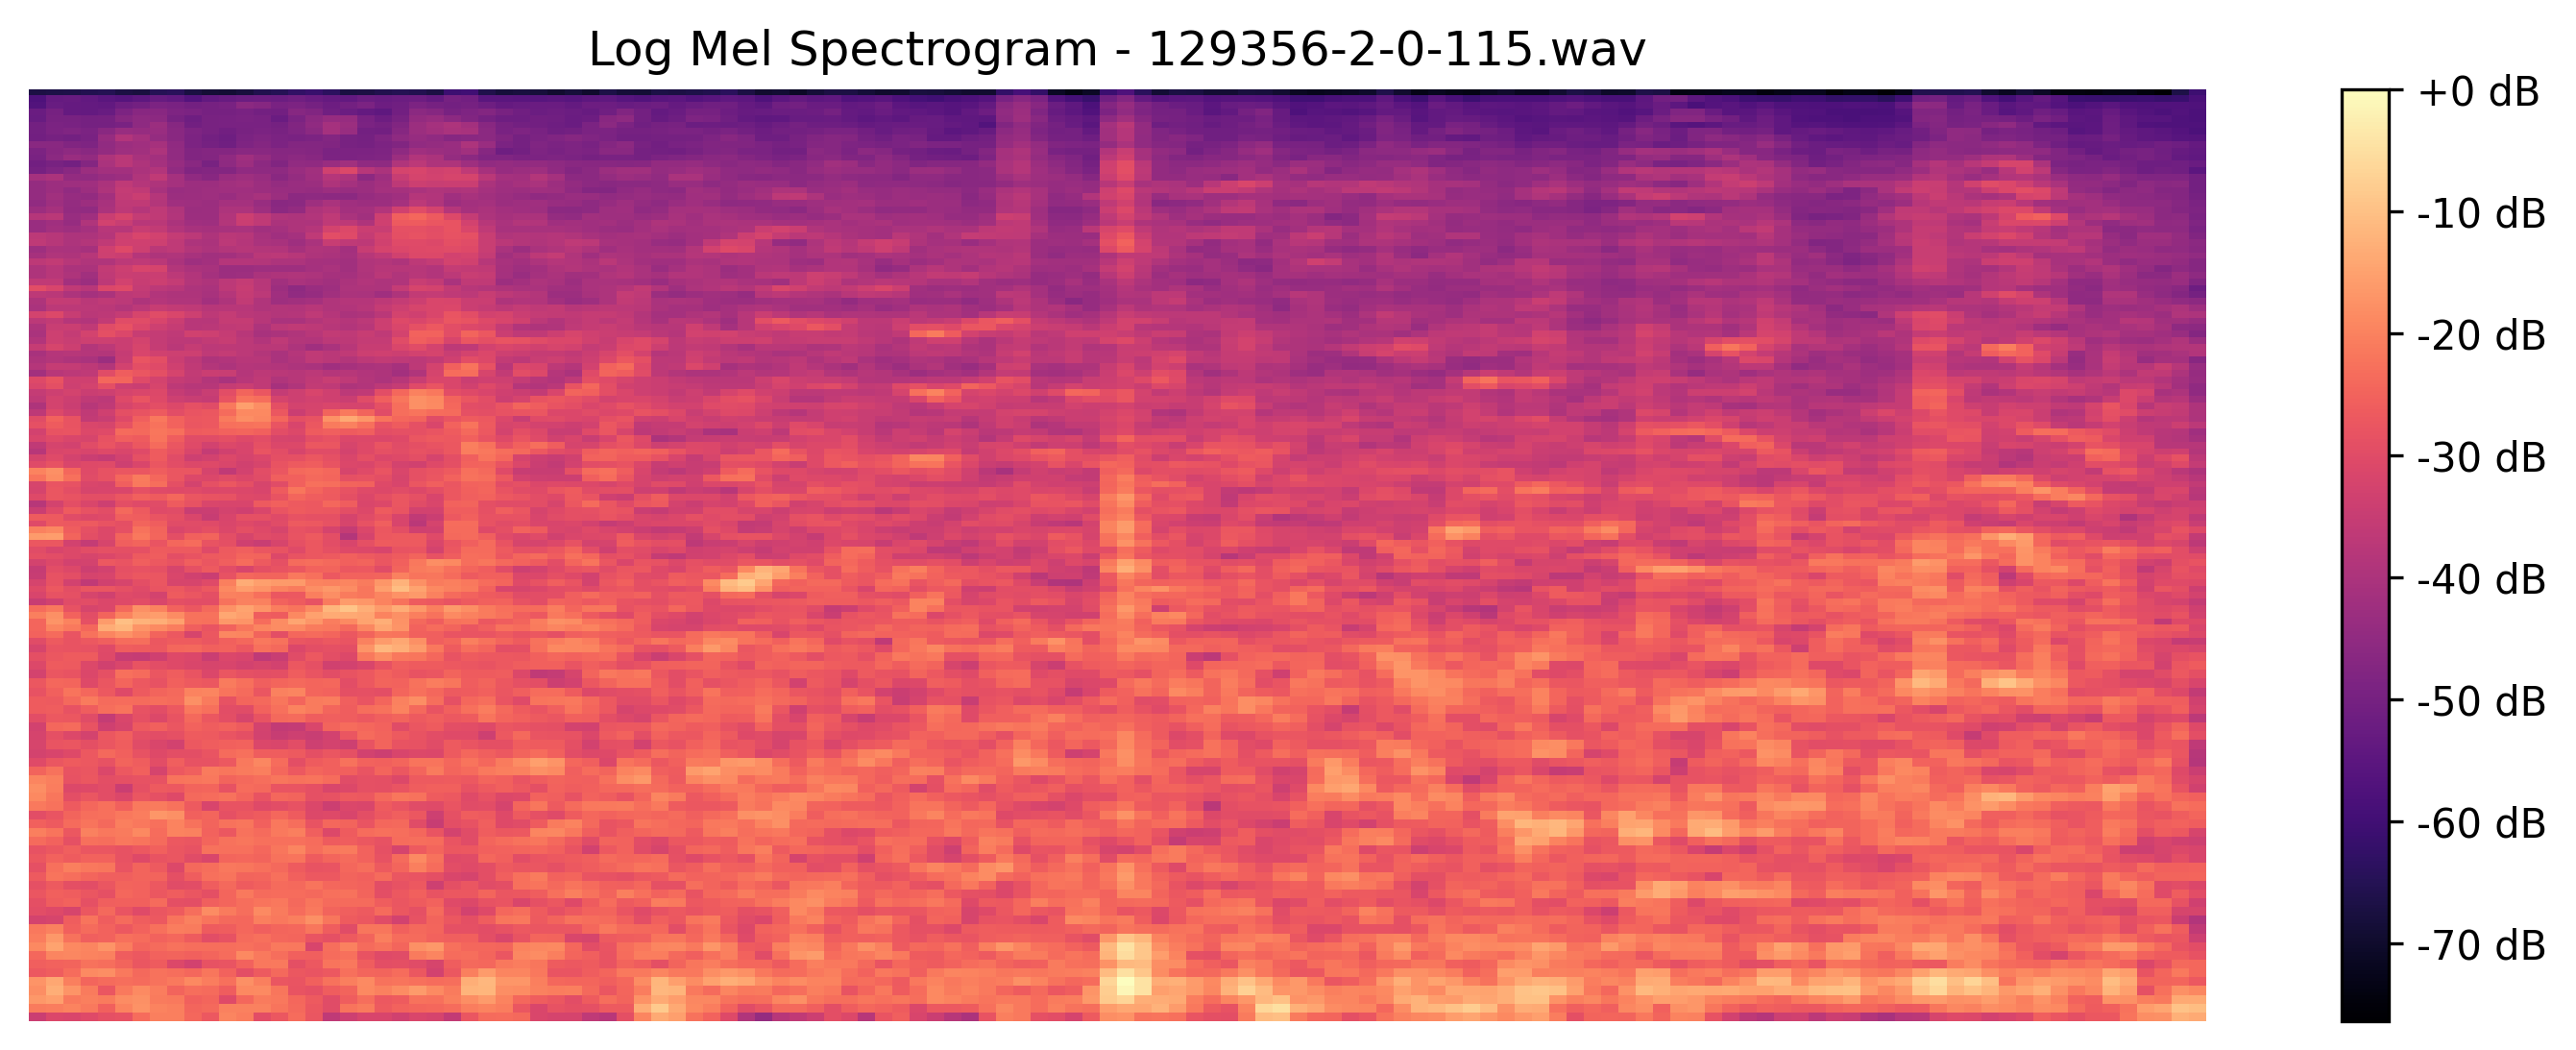 Log Mel Spectrogram - 129356-2-0-115.wav
+0 dB
-10 dB
-20 dB
-30 dB
-40 dB
-50 dB
-60 dB
-70 dB